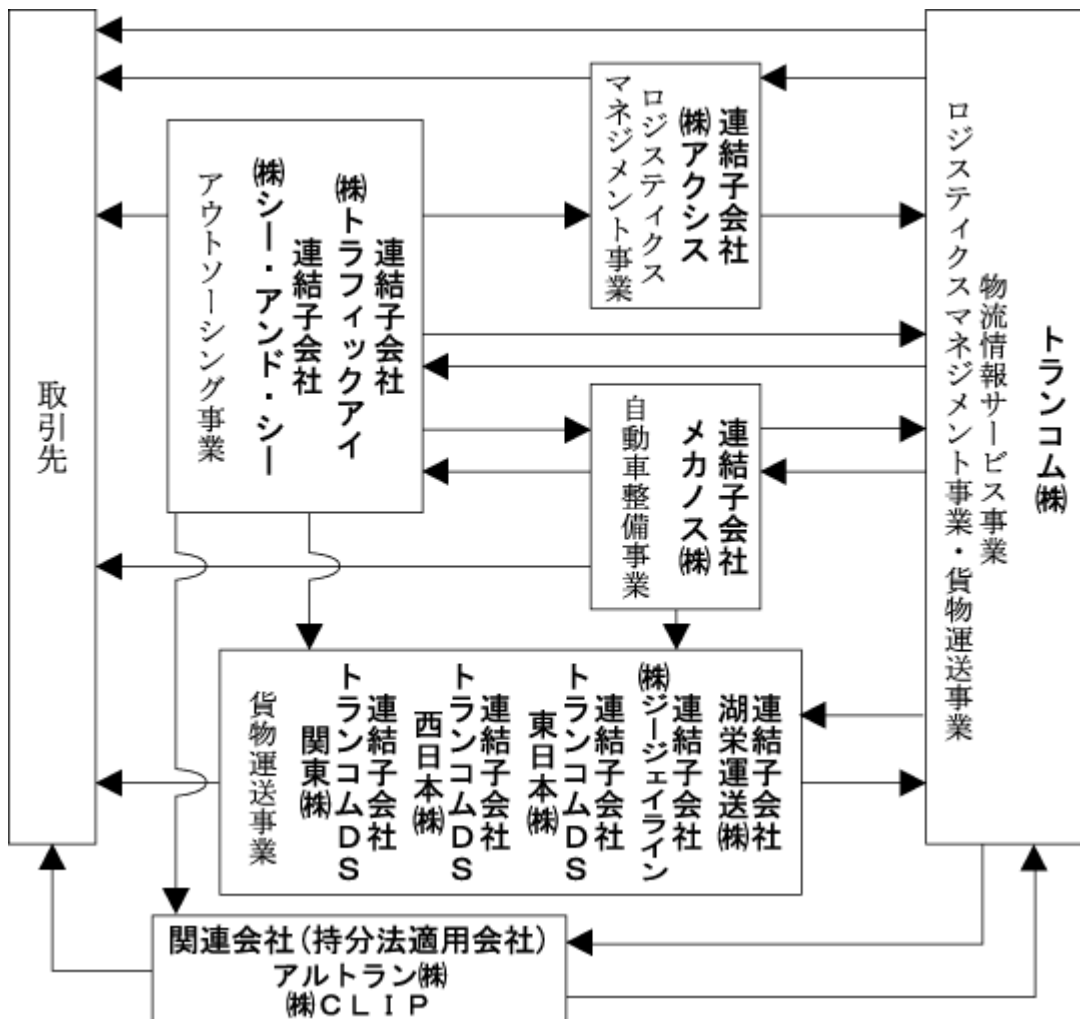 取引先
連結子会社
㈱トラフィックアイ
連結子会社
㈱シー・アンド・シー
アウトソーシング事業
連結子会社
㈱アクシス
ロジスティクス
マネジメント事業
連結子会社
メカノス㈱
自動車整備事業
トランコム㈱
物流情報サービス事業
ロジスティクスマネジメント事業・貨物運送事業
連結子会社
湖栄運送㈱
連結子会社
㈱ジージェイライン
連結子会社
トランコムDS
東日本㈱
連結子会社
トランコムDS
西日本㈱
連結子会社
トランコムDS
関東㈱
貨物運送事業
関連会社(持分法適用会社)
アルトラン㈱
㈱CLIP